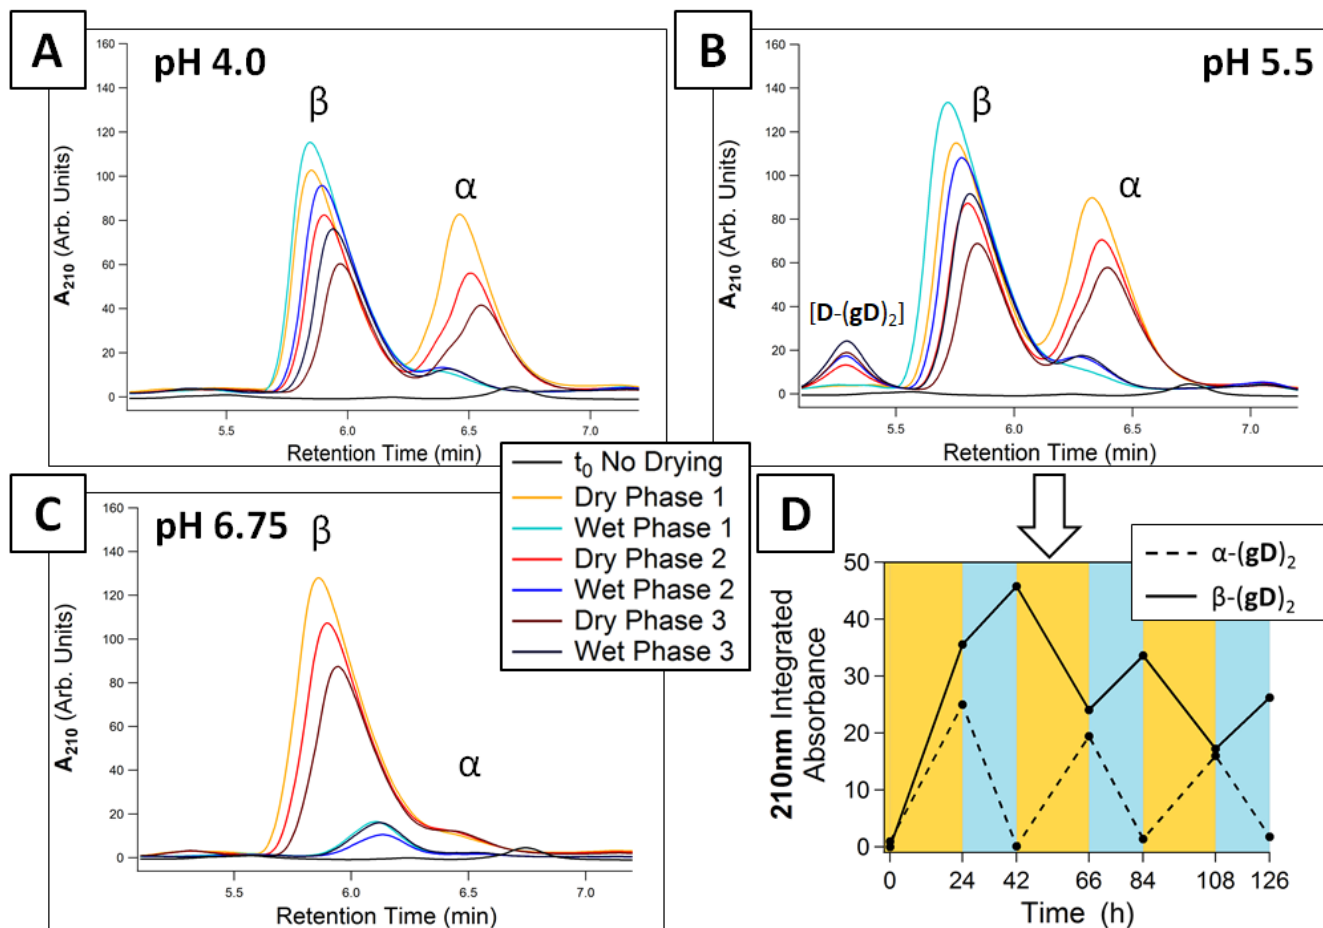 A
pH 4.0
β
α
A₂₁₀ (Arb. Units)
160
140
120
100
80
60
40
20
0
5.5
6.0
6.5
7.0
Retention Time (min)
B
pH 5.5
β
α
[D-(gD)₂]
A₂₁₀ (Arb. Units)
160
140
120
100
80
60
40
20
0
5.5
6.0
6.5
7.0
Retention Time (min)
C
pH 6.75
β
α
A₂₁₀ (Arb. Units)
160
140
120
100
80
60
40
20
0
5.5
6.0
6.5
7.0
Retention Time (min)
t₀ No Drying
Dry Phase 1
Wet Phase 1
Dry Phase 2
Wet Phase 2
Dry Phase 3
Wet Phase 3
D
α-(gD)₂
β-(gD)₂
210nm Integrated
Absorbance
50
40
30
20
10
0
0
24
42
66
84
108
126
Time (h)